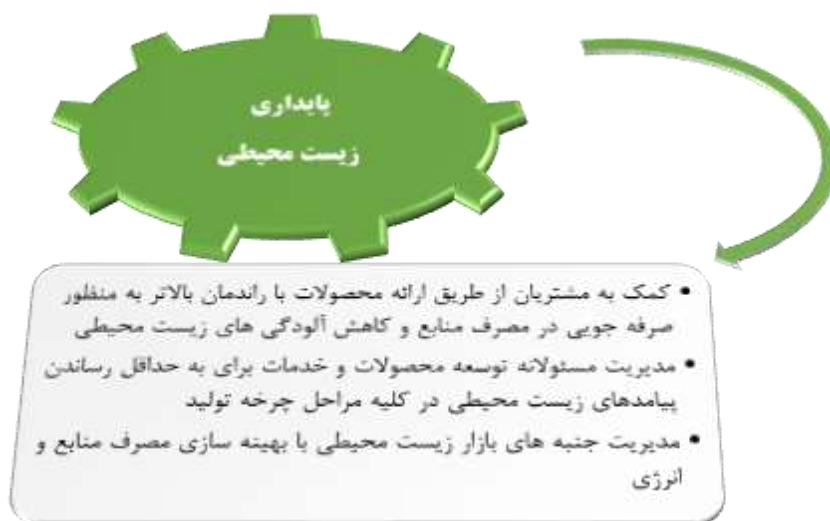 پایداری
زیست محیطی
• کمک به مشتریان از طریق ارائه محصولات با راندمان بالاتر به منظور
صرفه جویی در مصرف منابع و کاهش آلودگی های زیست محیطی
• مدیریت مسئولانه توسعه محصولات و خدمات برای به حداقل رساندن
پیامدهای زیست محیطی در کلیه مراحل چرخه تولید
• مدیریت جنبه های بازار زیست محیطی با بهینه سازی مصرف منابع و
انرژی